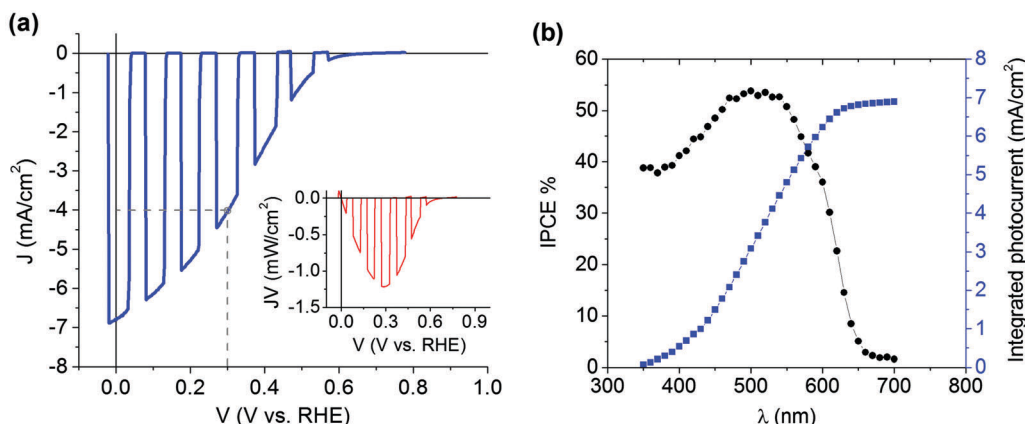 (a)
0
-1
-2
-3
-4
-5
-6
-7
-8
J (mA/cm²)
0.0 0.2 0.4 0.6 0.8 1.0
V (V vs. RHE)
0.0
-0.5
-1.0
-1.5
JV (mW/cm²)
0.0 0.3 0.6 0.9
V (V vs. RHE)
(b)
60
50
40
30
20
10
0
IPCE %
300 400 500 600 700 800
λ (nm)
8
7
6
5
4
3
2
1
0
Integrated photocurrent (mA/cm²)